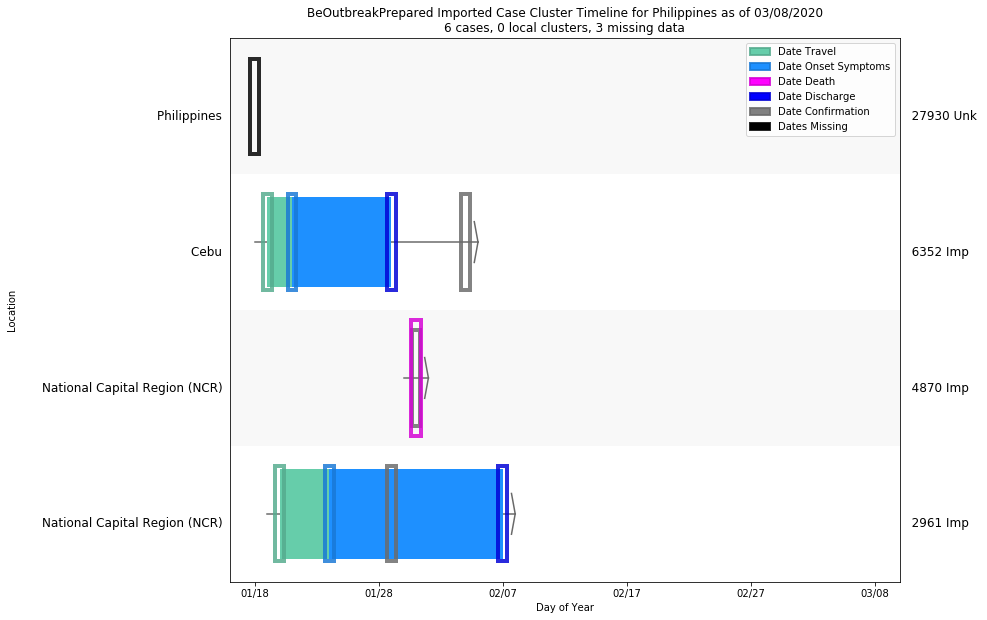 BeOutbreakPrepared Imported Case Cluster Timeline for Philippines as of 03/08/2020
6 cases, 0 local clusters, 3 missing data
Date Travel
Date Onset Symptoms
Date Death
Date Discharge
Date Confirmation
Dates Missing
Philippines
27930 Unk
Cebu
6352 Imp
Location
National Capital Region (NCR)
4870 Imp
National Capital Region (NCR)
2961 Imp
01/18 01/28 02/07 02/17 02/27 03/08
Day of Year